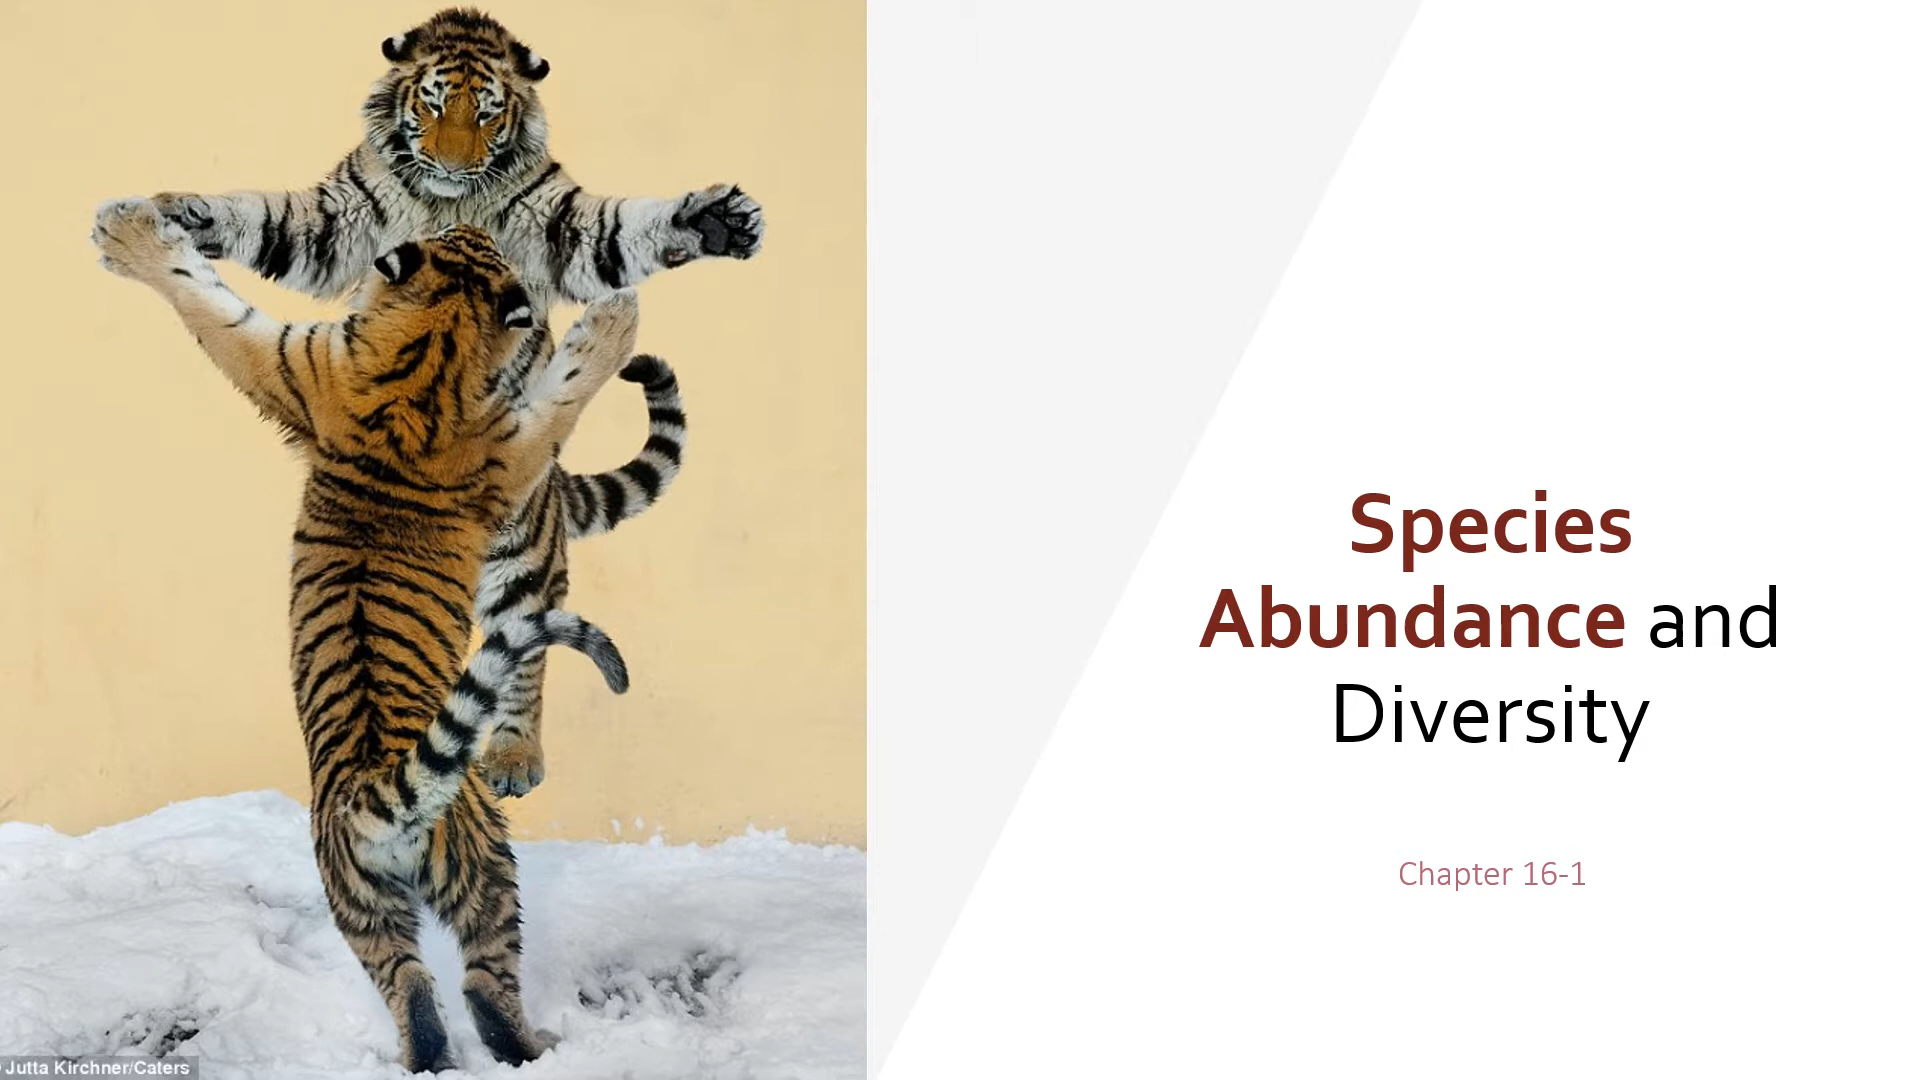 Species
Abundance and
Diversity
Chapter 16-1
Jutta Kirchner/Caters